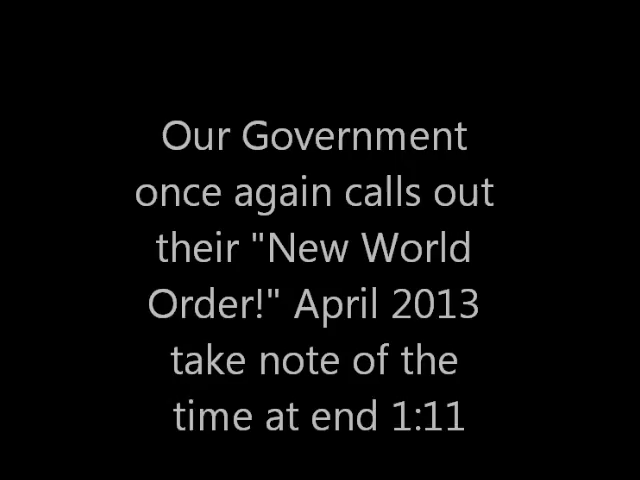 Our Government
once again calls out
their "New World
Order!" April 2013
take note of the
time at end 1:11